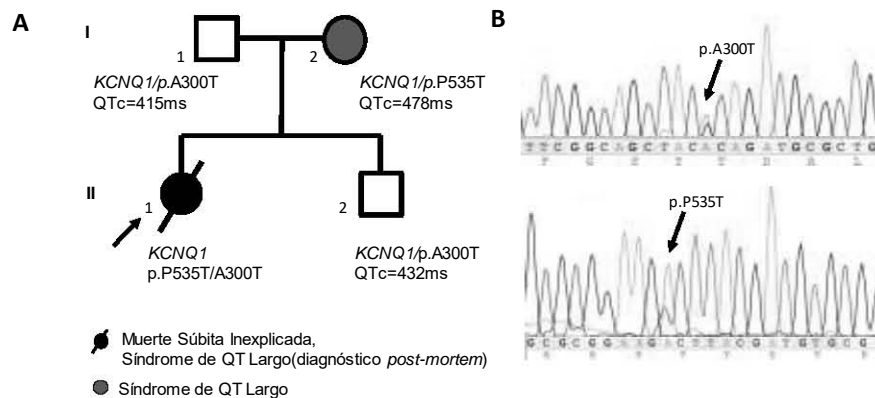 A
I
1
2
KCNQ1/p.A300T
QTc=415ms
KCNQ1/p.P535T
QTc=478ms
II
1
2
KCNQ1
p.P535T/A300T
KCNQ1/p.A300T
QTc=432ms
Muerte Súbita Inexplicada,
Síndrome de QT Largo(diagnóstico post-mortem)
Síndrome de QT Largo
B
p.A300T
T T C G G C A G C T A C A C A G A T G C G C T G
p.P535T
G C G C G G A A G A C T T A C G A T G T G C G